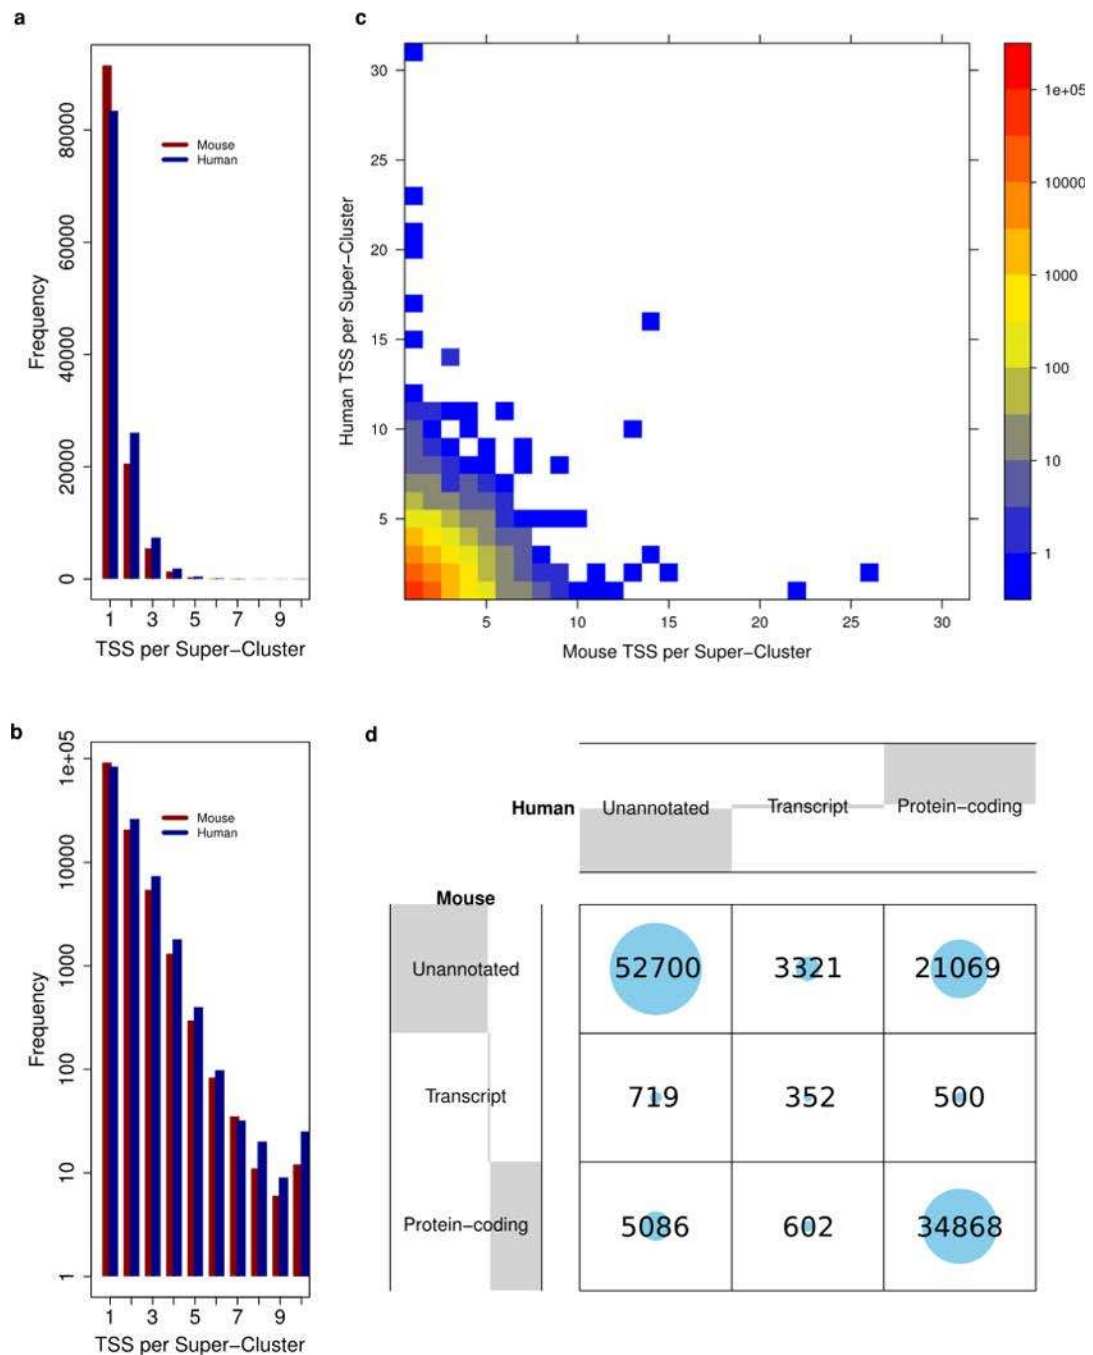 a
80000
60000
40000
20000
0
Frequency
Mouse
Human
1 3 5 7 9
TSS per Super−Cluster
c
30
25
20
15
10
5
Human TSS per Super−Cluster
5 10 15 20 25 30
Mouse TSS per Super−Cluster
1e+05
10000
1000
100
10
1
b
1e+05
10000
1000
100
10
1
Frequency
Mouse
Human
1 3 5 7 9
TSS per Super−Cluster
d
Human Unannotated Transcript Protein−coding
Mouse
Unannotated 52700 3321 21069
Transcript 719 352 500
Protein−coding 5086 602 34868